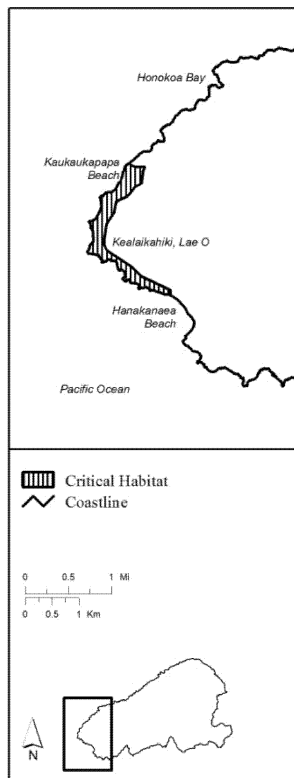 Honokoa Bay
Kaukaukapapa
Beach
Kealaikahiki, Lae O
Hanakanaea
Beach
Pacific Ocean
Critical Habitat
Coastline
0 0.5 1 Mi
0 0.5 1 Km
N